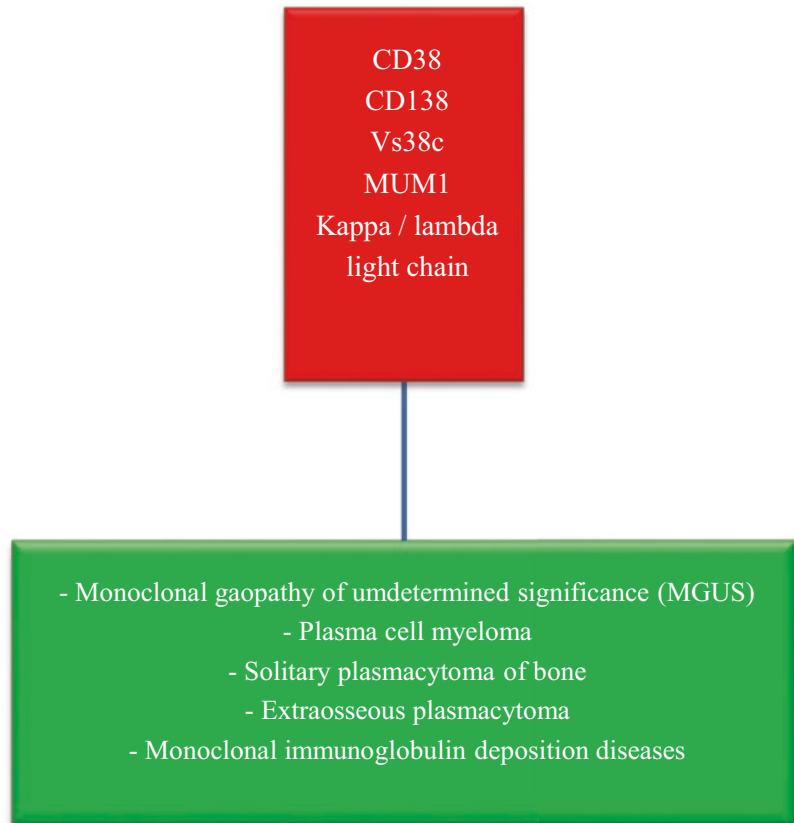 CD38
CD138
Vs38c
MUM1
Kappa / lambda
light chain
- Monoclonal gaopathy of umdetermined significance (MGUS)
- Plasma cell myeloma
- Solitary plasmacytoma of bone
- Extraosseous plasmacytoma
- Monoclonal immunoglobulin deposition diseases